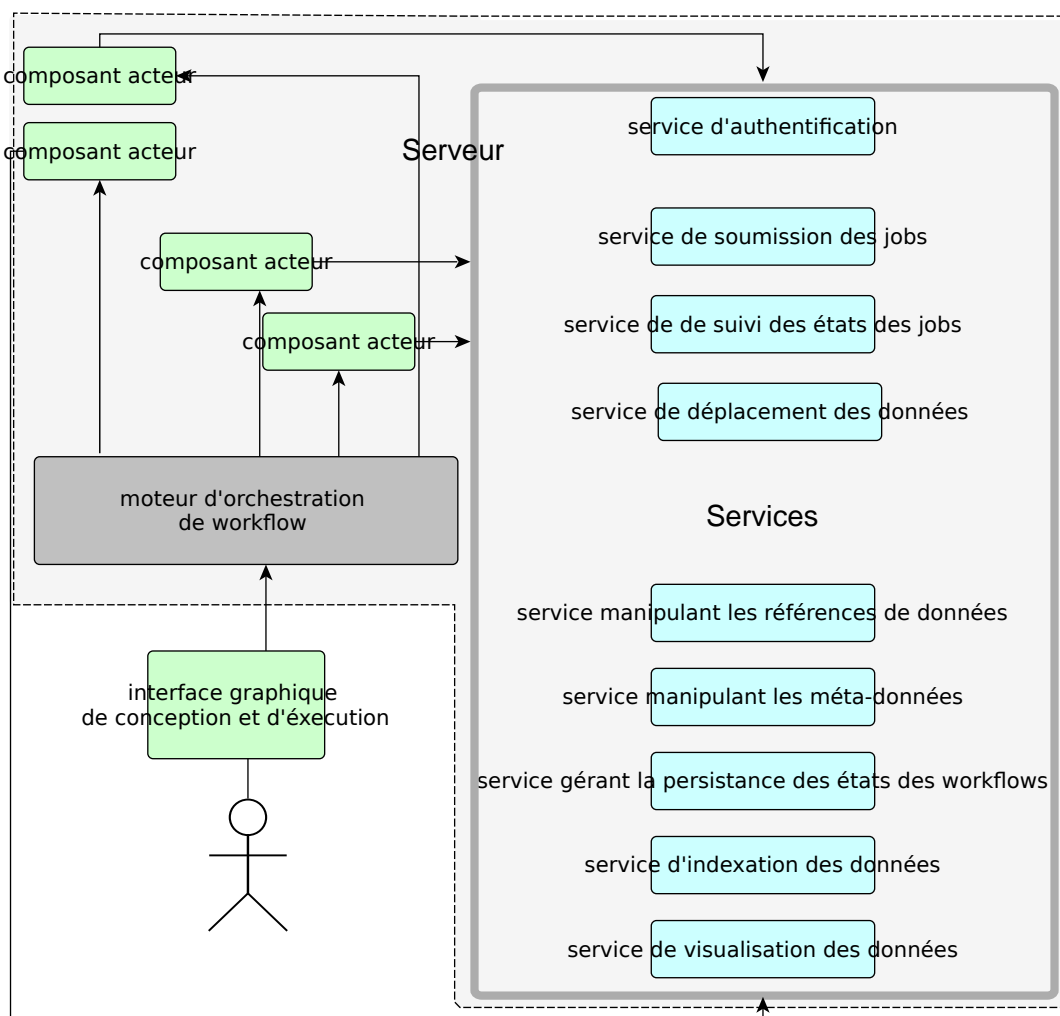 composant acteur
composant acteur
Serveur
service d'authentification
service de soumission des jobs
composant acteur
service de de suivi des états des jobs
composant acteur
service de déplacement des données
moteur d'orchestration
de workflow
Services
service manipulant les références de données
interface graphique
de conception et d'éxecution
service manipulant les méta-données
service gérant la persistance des états des workflows
service d'indexation des données
service de visualisation des données